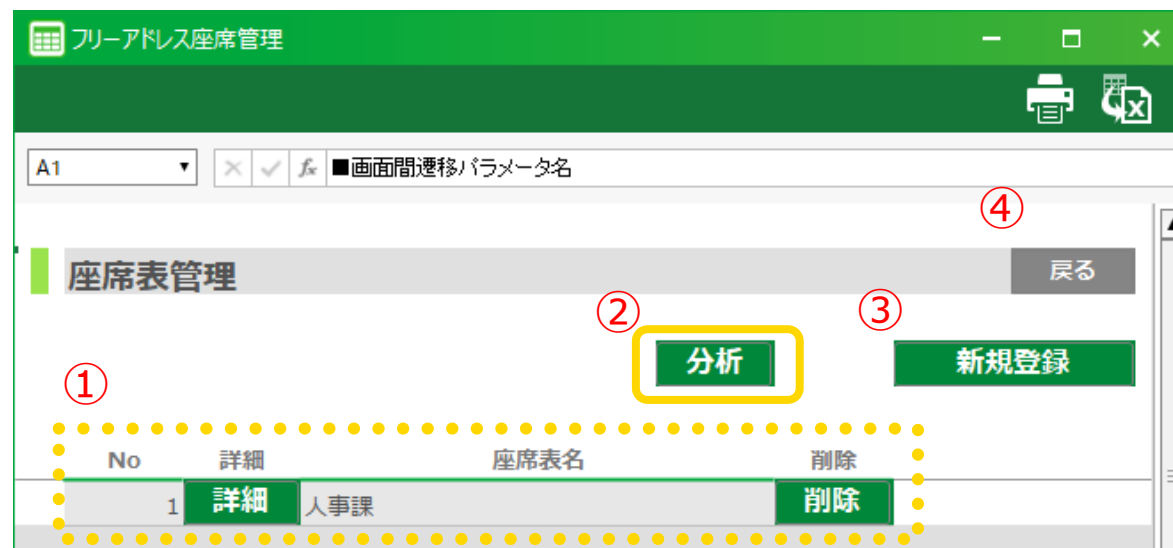 フリーアドレス座席管理
A1 fx ■画面間遷移パラメータ名
④
座席表管理 戻る
② ③
分析 新規登録
①
No 詳細 座席表名 削除
1 詳細 人事課 削除